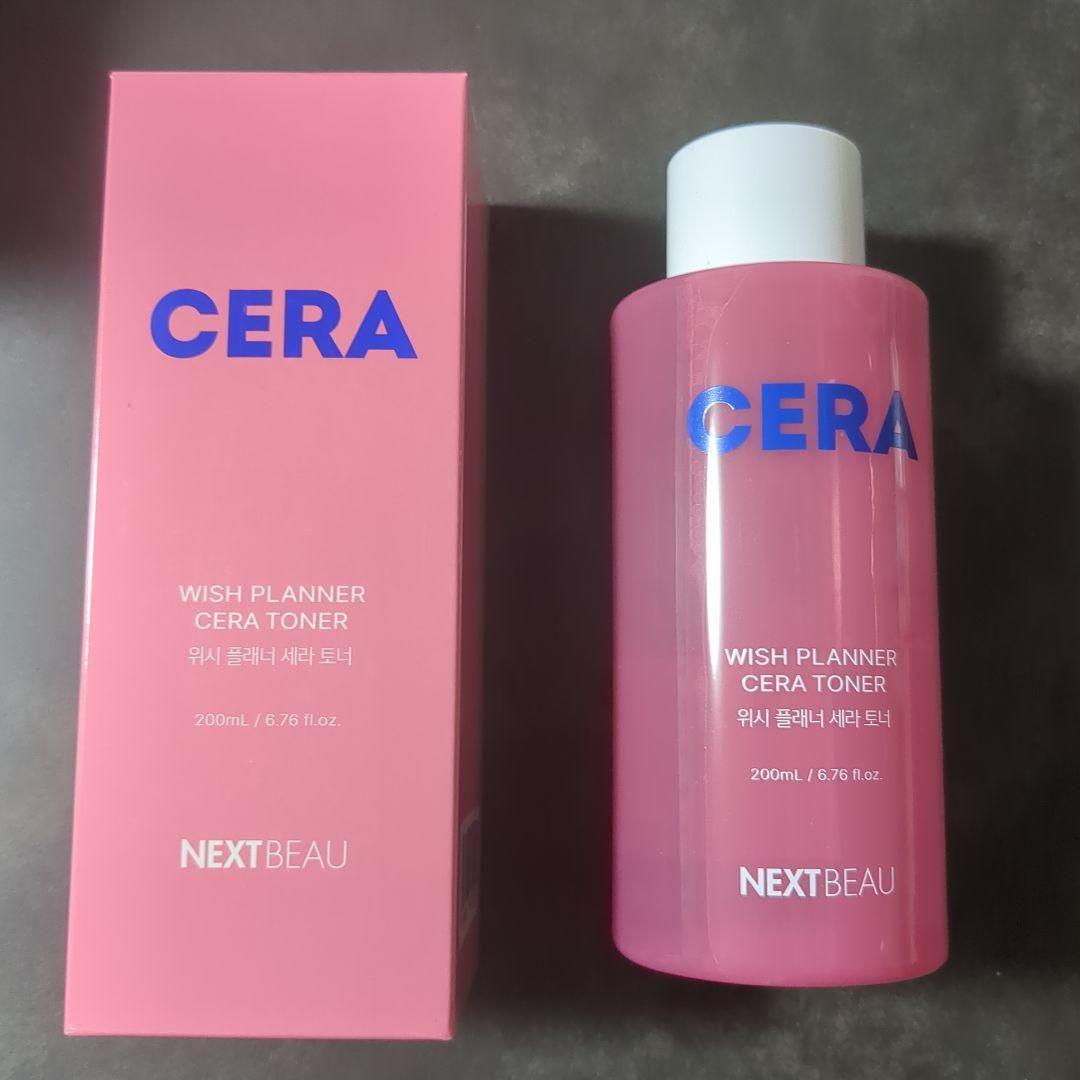 CERA
WISH PLANNER
CERA TONER
위시 플래너 세라 토너
200mL / 6.76 fl.oz.
NEXTBEAU
CERA
WISH PLANNER
CERA TONER
위시 플래너 세라 토너
200mL / 6.76 fl.oz.
NEXTBEAU